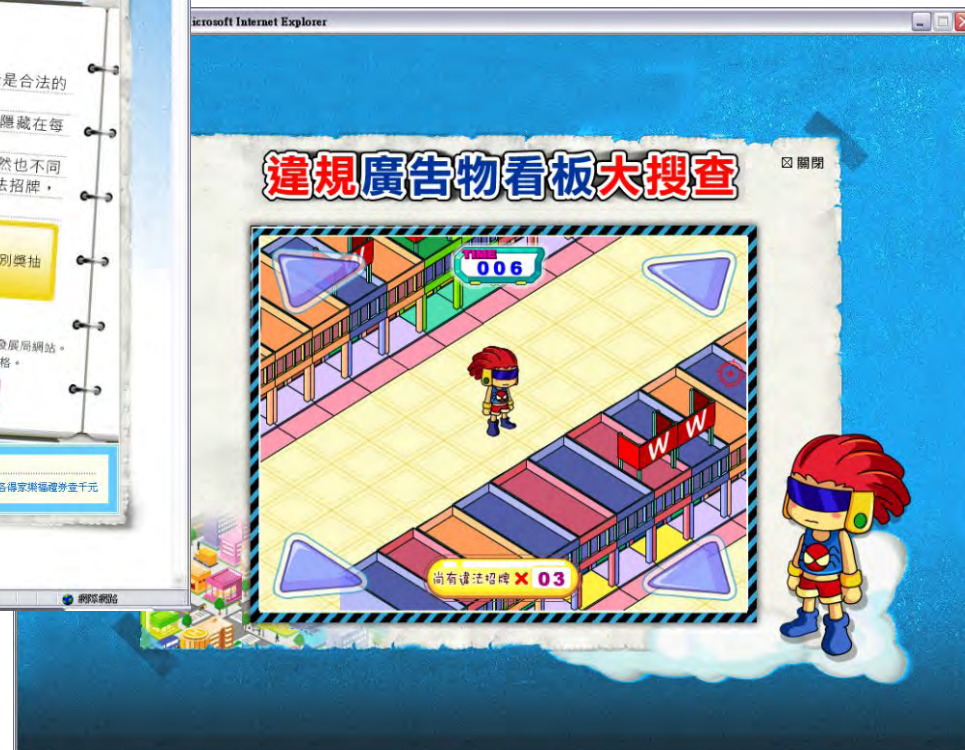 icrosoft Internet Explorer
是合法的
隱藏在每
然也不同
法招牌，
別獎抽
發展局網站。
格。
各得家樂福禮券壹千元
網際網路
違規廣告物看板大搜查
關閉
TIME
006
W
W W
尚有違法招牌 × 03